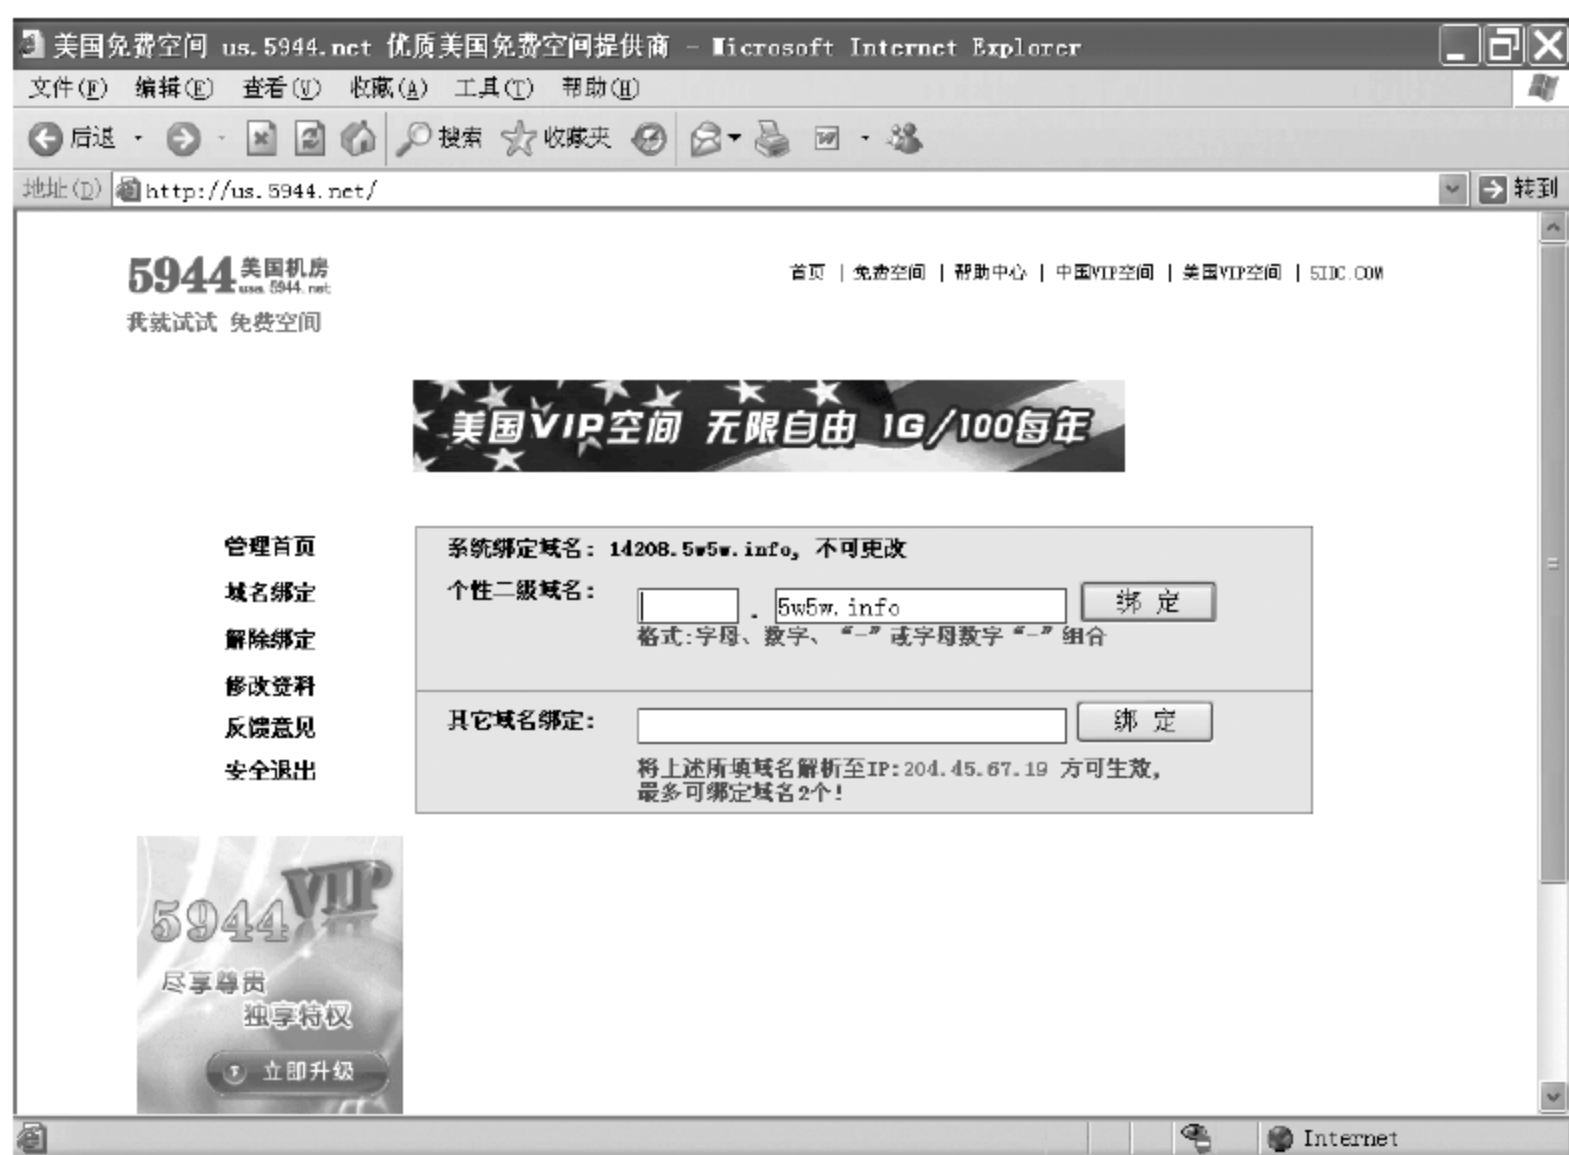 美国免费空间 us.5944.net 优质美国免费空间提供商 - Microsoft Internet Explorer
文件(F) 编辑(E) 查看(V) 收藏(A) 工具(T) 帮助(H)
后退 搜索 收藏夹
地址(D) http://us.5944.net/ 转到
5944 美国机房
usa.5944.net
我就试试 免费空间
首页 | 免费空间 | 帮助中心 | 中国VIP空间 | 美国VIP空间 | 5IDC.COM
美国VIP空间 无限自由 1G/100每年
管理首页
域名绑定
解除绑定
修改资料
反馈意见
安全退出
系统绑定域名: 14208.5w5w.info, 不可更改
个性二级域名: . 5w5w.info 绑 定
格式:字母、数字、“-”或字母数字“-”组合
其它域名绑定: 绑 定
将上述所填域名解析至IP:204.45.67.19 方可生效,
最多可绑定域名2个!
5944 VIP
尽享尊贵
独享特权
立即升级
Internet